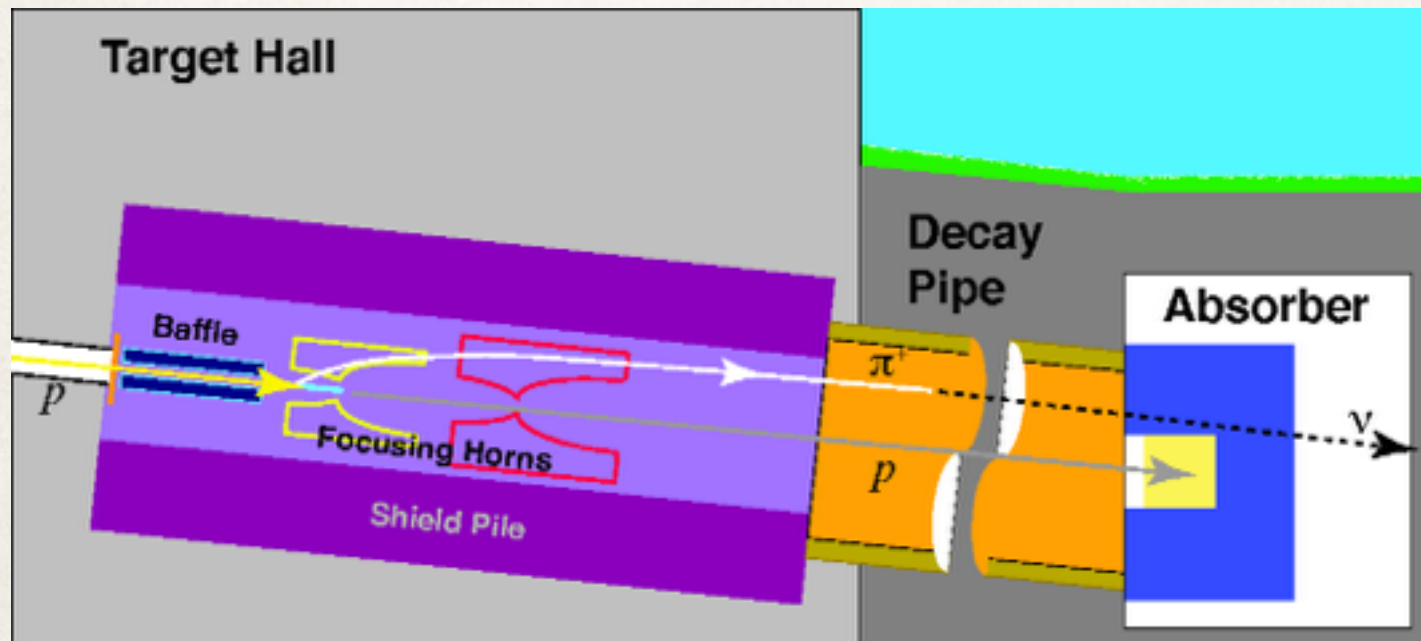 Target Hall
Decay
Pipe
Absorber
Baffle
p
π⁺
ν
Focusing Horns
p
Shield Pile